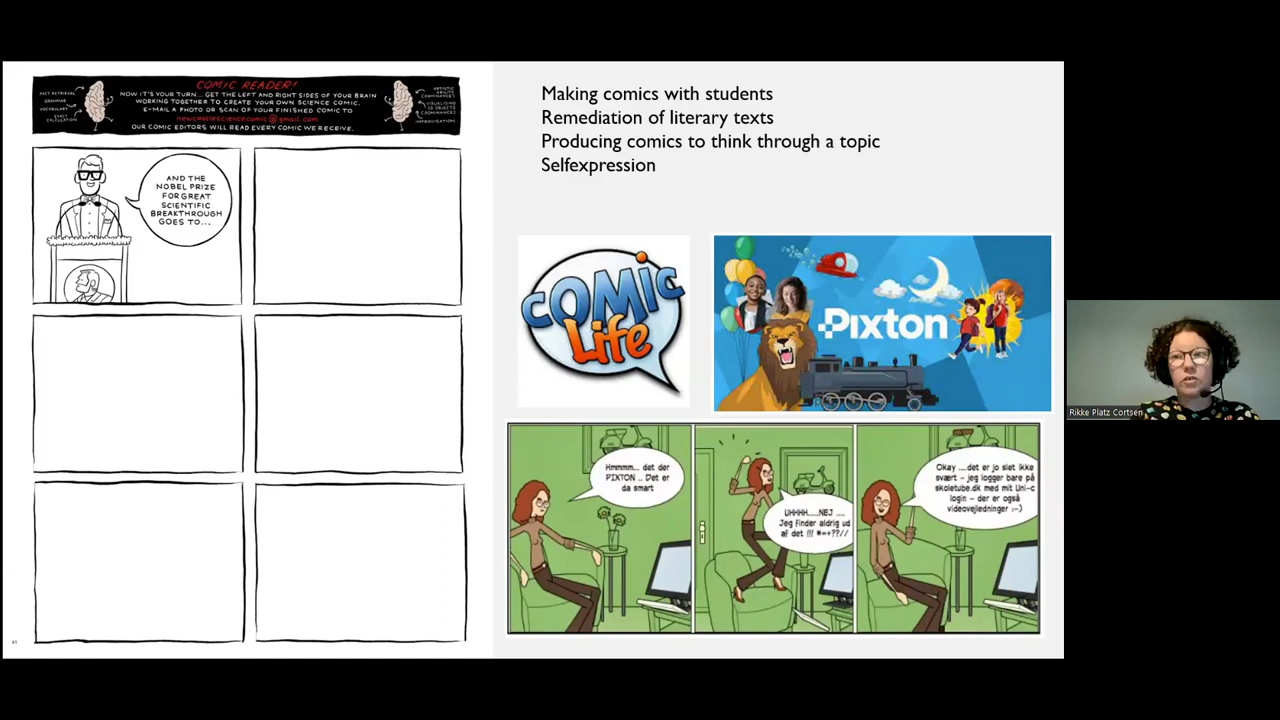 COMIC READER!
NOW IT'S YOUR TURN... GET THE LEFT AND RIGHT SIDES OF YOUR BRAIN
WORKING TOGETHER TO CREATE YOUR OWN SCIENCE COMIC.
E-MAIL A PHOTO OR SCAN OF YOUR FINISHED COMIC TO
newcastlesciencecomic@gmail.com
OUR COMIC EDITORS WILL READ EVERY COMIC WE RECEIVE.
FACT RETRIEVAL
GRAMMAR
VOCABULARY
EXACT
CALCULATION
ARTISTIC
ABILITY
(DOMINANCE)
VISUALISING
3D OBJECTS
(DOMINANCE)
IMPROVISATION
AND THE
NOBEL PRIZE
FOR GREAT
SCIENTIFIC
BREAKTHROUGH
GOES TO...
Making comics with students
Remediation of literary texts
Producing comics to think through a topic
Selfexpression
COMIC
Life
Pixton
Hmmmm... det der
PIXTON .. Det er
da smart
UHHHH.....NEJ ....
Jeg finder aldrig ud
af det !!! #=+??//
Okay ....det er jo slet ikke
svært - jeg logger bare på
skoletube.dk med mit Uni-c
login - der er også
videovejledninger :-)
Rikke Platz Cortsen